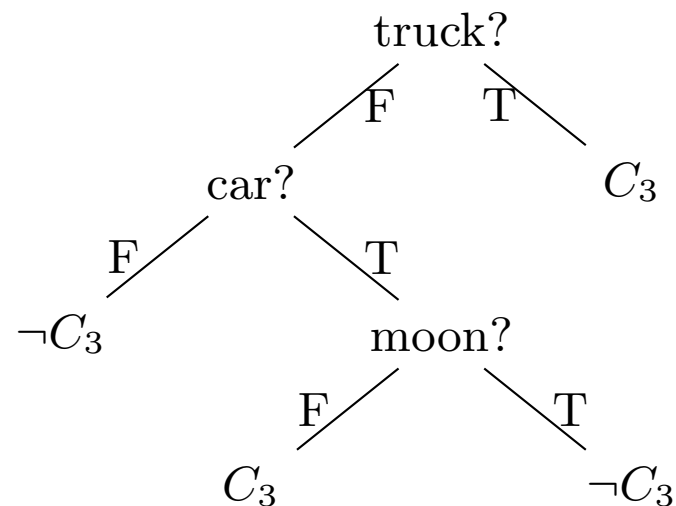 truck?
F T
car? C₃
F T
¬C₃ moon?
F T
C₃ ¬C₃